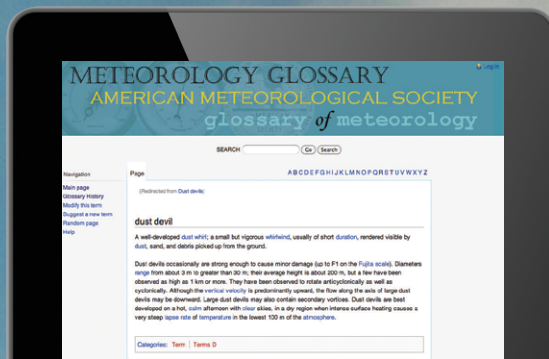 METEOROLOGY GLOSSARY
AMERICAN METEOROLOGICAL SOCIETY
glossary of meteorology
Log in
SEARCH Go Search
Navigation
Main page
Glossary History
Modify this term
Suggest a new term
Random page
Help
Page
A B C D E F G H I J K L M N O P Q R S T U V W X Y Z
(Redirected from Dust devils)
dust devil
A well-developed dust whirl; a small but vigorous whirlwind, usually of short duration, rendered visible by
dust, sand, and debris picked up from the ground.
Dust devils occasionally are strong enough to cause minor damage (up to F1 on the Fujita scale). Diameters
range from about 3 m to greater than 30 m; their average height is about 200 m, but a few have been
observed as high as 1 km or more. They have been observed to rotate anticyclonically as well as
cyclonically. Although the vertical velocity is predominantly upward, the flow along the axis of large dust
devils may be downward. Large dust devils may also contain secondary vortices. Dust devils are best
developed on a hot, calm afternoon with clear skies, in a dry region when intense surface heating causes a
very steep lapse rate of temperature in the lowest 100 m of the atmosphere.
Categories: Term | Terms D